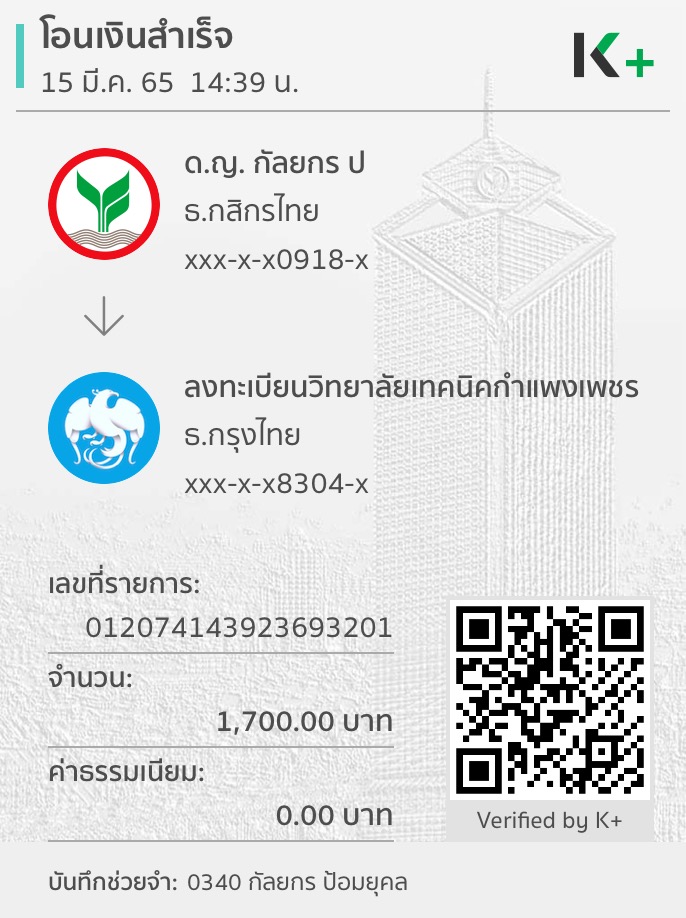 โอนเงินสำเร็จ
15 มี.ค. 65 14:39 น.
K+
ด.ญ. กัลยกร ป
ธ.กสิกรไทย
xxx-x-x0918-x
ลงทะเบียนวิทยาลัยเทคนิคกำแพงเพชร
ธ.กรุงไทย
xxx-x-x8304-x
เลขที่รายการ:
012074143923693201
จำนวน:
1,700.00 บาท
ค่าธรรมเนียม:
0.00 บาท
Verified by K+
บันทึกช่วยจำ: 0340 กัลยกร ป้อมยุคล